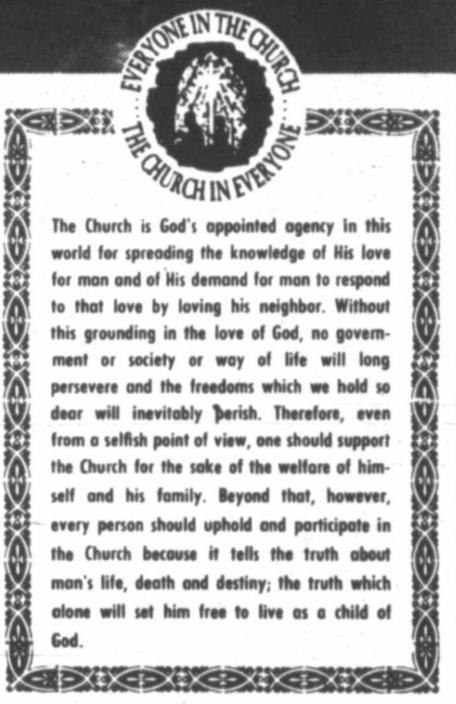 EVERYONE IN THE CHURCH
THE CHURCH IN EVERYONE
The Church is God's appointed agency in this
world for spreading the knowledge of His love
for man and of His demand for man to respond
to that love by loving his neighbor. Without
this grounding in the love of God, no govern-
ment or society or way of life will long
persevere and the freedoms which we hold so
dear will inevitably perish. Therefore, even
from a selfish point of view, one should support
the Church for the sake of the welfare of him-
self and his family. Beyond that, however,
every person should uphold and participate in
the Church because it tells the truth about
man's life, death and destiny; the truth which
alone will set him free to live as a child of
God.